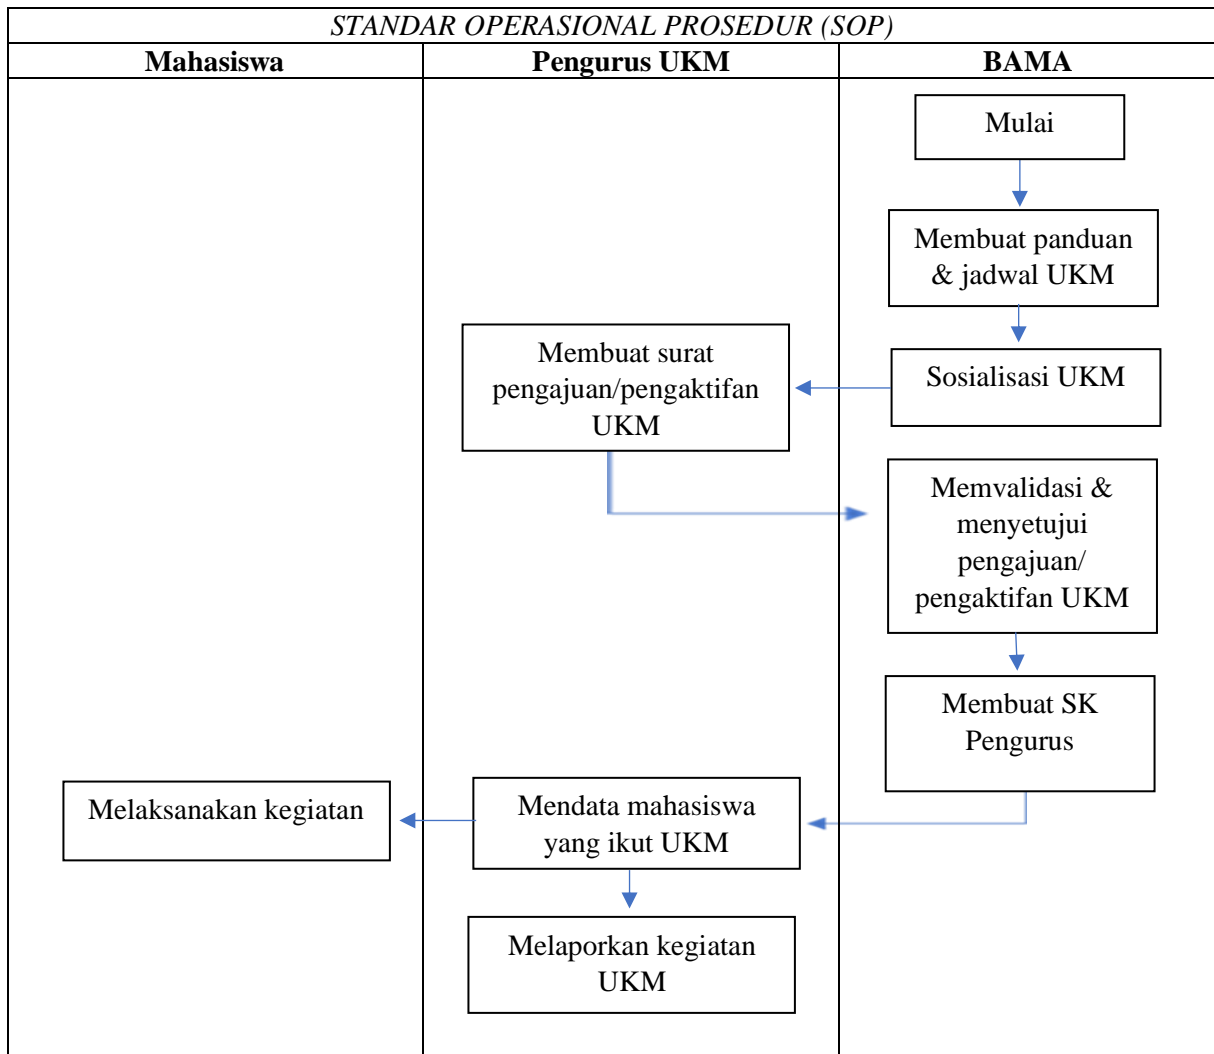 STANDAR OPERASIONAL PROSEDUR (SOP)
Mahasiswa
Pengurus UKM
BAMA
Mulai
Membuat panduan
& jadwal UKM
Sosialisasi UKM
Membuat surat
pengajuan/pengaktifan
UKM
Memvalidasi &
menyetujui
pengajuan/
pengaktifan UKM
Membuat SK
Pengurus
Mendata mahasiswa
yang ikut UKM
Melaksanakan kegiatan
Melaporkan kegiatan
UKM